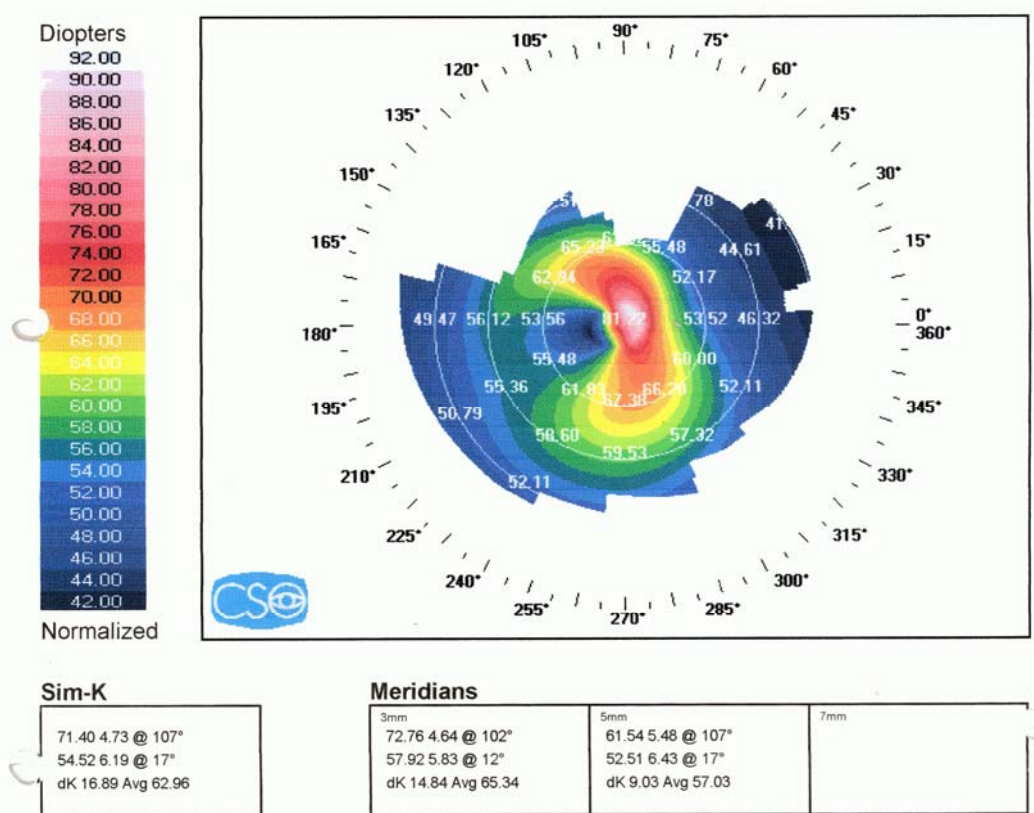 Diopters
92.00
90.00
88.00
86.00
84.00
82.00
80.00
78.00
76.00
74.00
72.00
70.00
68.00
66.00
64.00
62.00
60.00
58.00
56.00
54.00
52.00
50.00
48.00
46.00
44.00
42.00
Normalized
90°
105° 75°
120° 60°
135° 45°
150° 30°
165° 15°
180° 0°
360°
195° 345°
210° 330°
225° 315°
240° 300°
255° 285°
270°
.51 .78
41
65.23 55.48 44.61
62.94 52.17
49.47 56.12 53.56 81.22 53.52 46.32
55.48 60.00
55.36 61.83 66.20 52.11
67.38
50.79
58.60 57.32
59.53
52.11
CSO
Sim-K
71.40 4.73 @ 107°
54.52 6.19 @ 17°
dK 16.89 Avg 62.96
Meridians
3mm
72.76 4.64 @ 102°
57.92 5.83 @ 12°
dK 14.84 Avg 65.34
5mm
61.54 5.48 @ 107°
52.51 6.43 @ 17°
dK 9.03 Avg 57.03
7mm